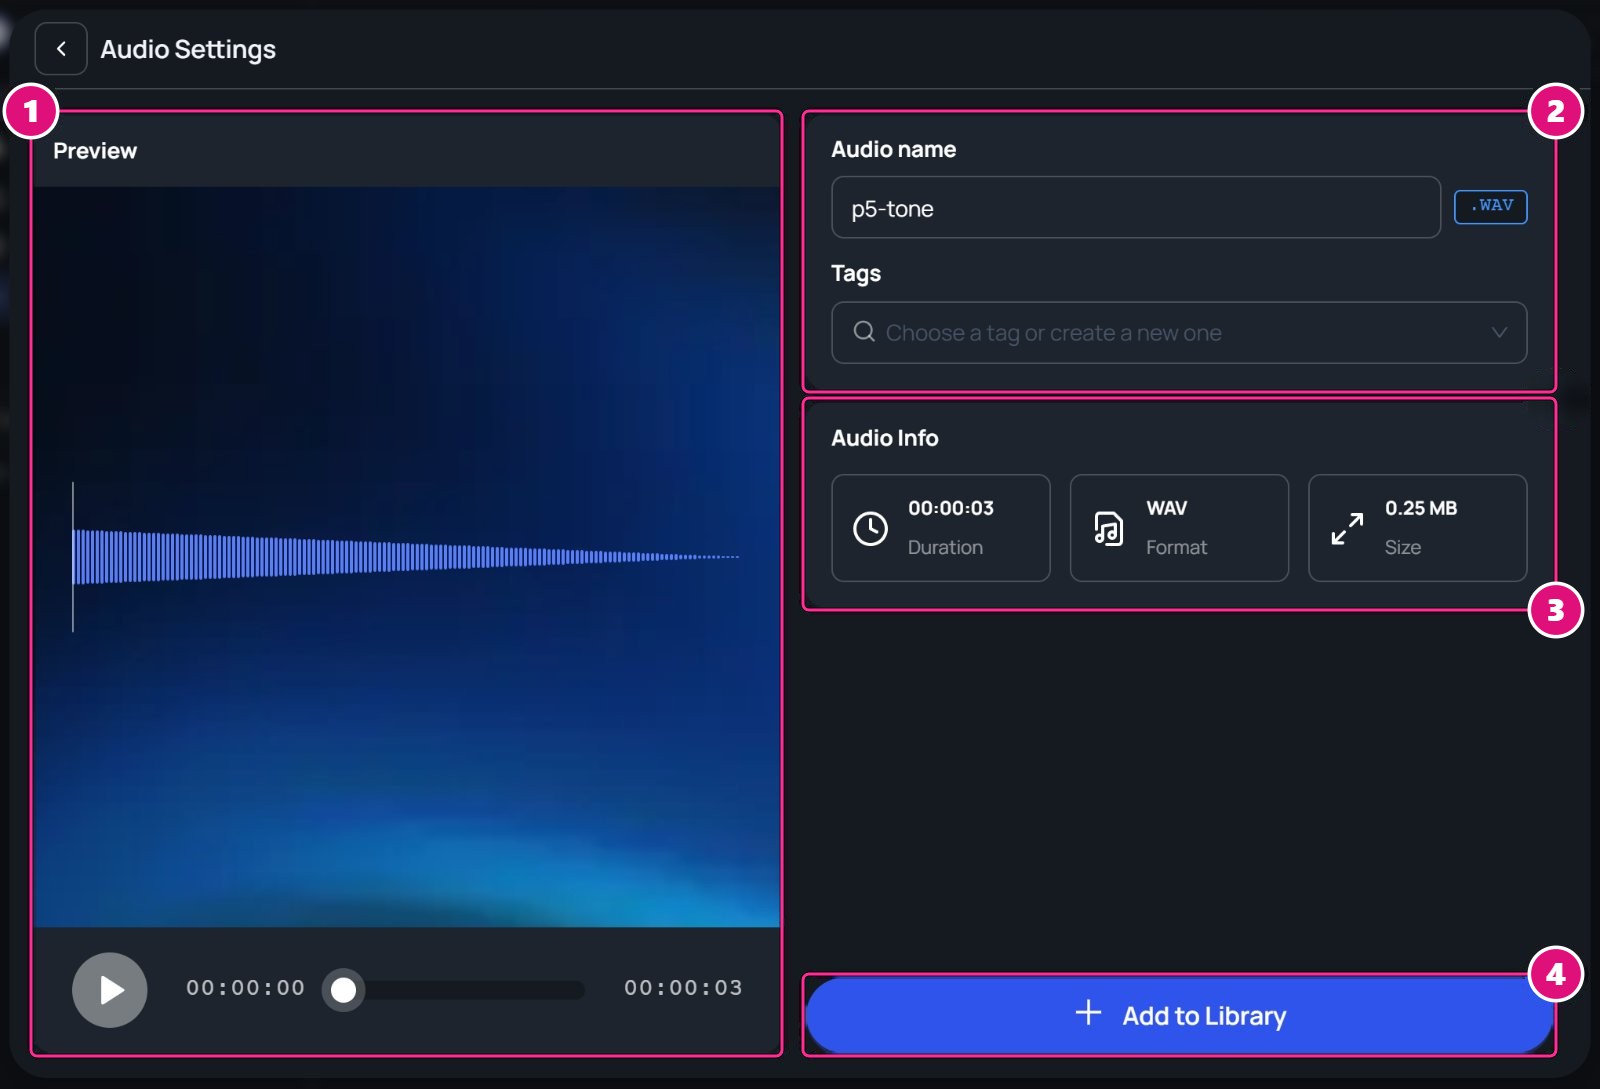 Audio Settings
1
Preview
00:00:00
00:00:03
2
Audio name
p5-tone
.WAV
Tags
Choose a tag or create a new one
Audio Info
00:00:03
Duration
WAV
Format
0.25 MB
Size
3
4
Add to Library